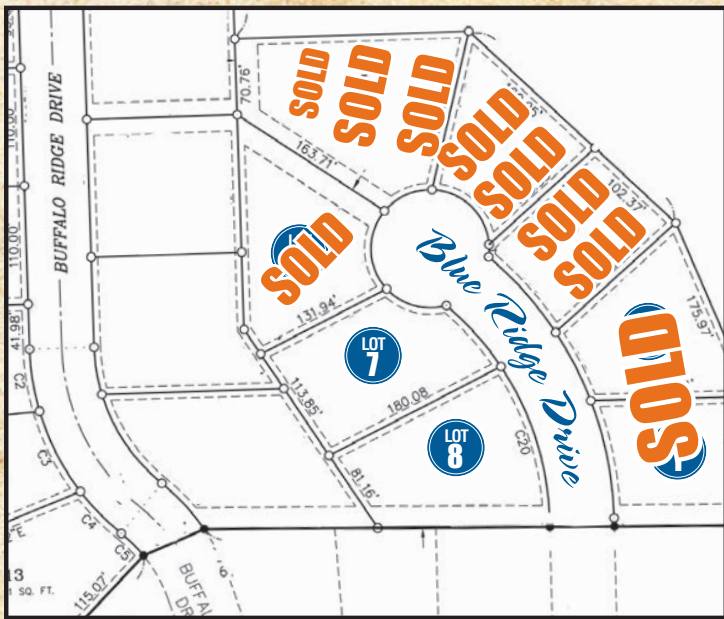 BUFFALO RIDGE DRIVE
110.00
110.00
41.98'
C2
C3
C4
C5
13
SQ. FT.
115.07'
BUFFAL
DR
70.76'
163.71
SOLD
SOLD
SOLD
SOLD
SOLD
SOLD
SOLD
102.37
175.97
SOLD
SOLD
131.94'
LOT
7
113.85'
180.08
LOT
8
81.16'
C20
Blue Ridge Drive